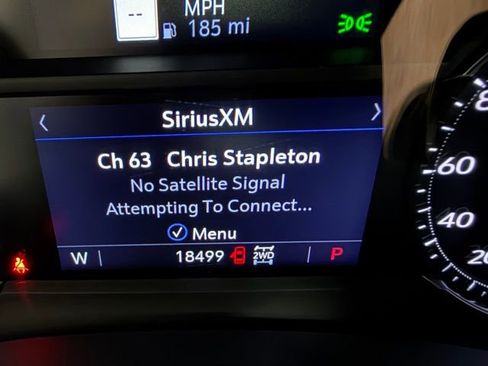 --
MPH
185 mi
SiriusXM
Ch 63 Chris Stapleton
No Satellite Signal
Attempting To Connect...
Menu
W 18499 2WD P
80
60
40
20